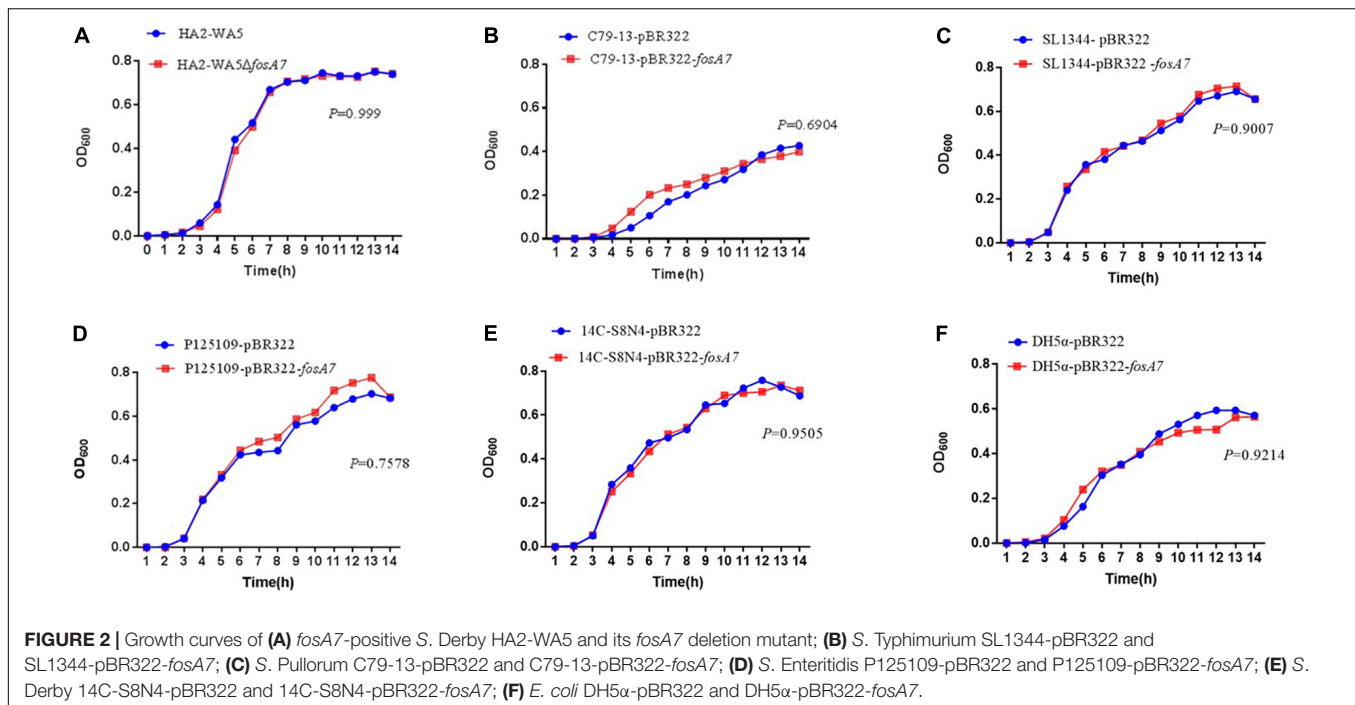 A
HA2-WA5
HA2-WA5ΔfosA7
0.8
0.6
0.4
0.2
0.0
OD600
P=0.999
0 1 2 3 4 5 6 7 8 9 10 11 12 13 14
Time(h)
B
C79-13-pBR322
C79-13-pBR322-fosA7
0.8
0.6
0.4
0.2
0.0
OD600
P=0.6904
1 2 3 4 5 6 7 8 9 10 11 12 13 14
Time(h)
C
SL1344- pBR322
SL1344-pBR322 -fosA7
0.8
0.6
0.4
0.2
0.0
OD600
P=0.9007
1 2 3 4 5 6 7 8 9 10 11 12 13 14
Time(h)
D
P125109-pBR322
P125109-pBR322-fosA7
0.8
0.6
0.4
0.2
0.0
OD600
P=0.7578
1 2 3 4 5 6 7 8 9 10 11 12 13 14
Time(h)
E
14C-S8N4-pBR322
14C-S8N4-pBR322-fosA7
0.8
0.6
0.4
0.2
0.0
OD600
P=0.9505
1 2 3 4 5 6 7 8 9 10 11 12 13 14
Time(h)
F
DH5α-pBR322
DH5α-pBR322-fosA7
0.8
0.6
0.4
0.2
0.0
OD600
P=0.9214
1 2 3 4 5 6 7 8 9 10 11 12 13 14
Time(h)
FIGURE 2 | Growth curves of (A) fosA7-positive S. Derby HA2-WA5 and its fosA7 deletion mutant; (B) S. Typhimurium SL1344-pBR322 and
SL1344-pBR322-fosA7; (C) S. Pullorum C79-13-pBR322 and C79-13-pBR322-fosA7; (D) S. Enteritidis P125109-pBR322 and P125109-pBR322-fosA7; (E) S.
Derby 14C-S8N4-pBR322 and 14C-S8N4-pBR322-fosA7; (F) E. coli DH5α-pBR322 and DH5α-pBR322-fosA7.